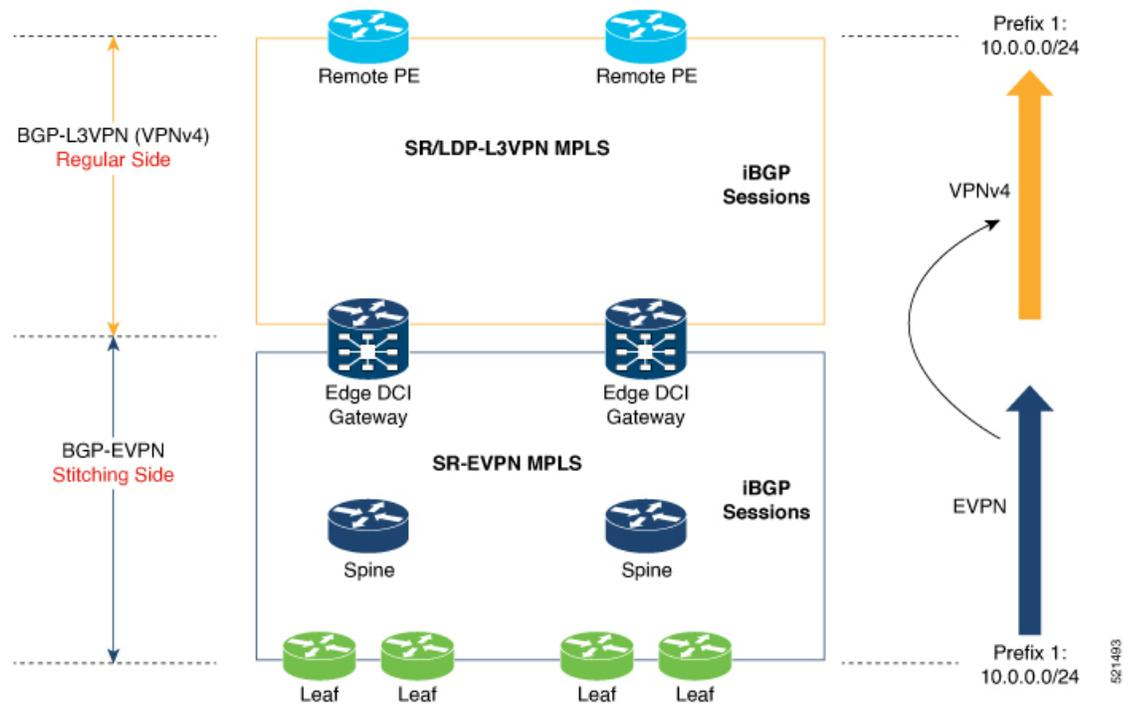 Prefix 1:
10.0.0.0/24
Remote PE
Remote PE
BGP-L3VPN (VPNv4)
Regular Side
SR/LDP-L3VPN MPLS
iBGP
Sessions
VPNv4
Edge DCI
Gateway
Edge DCI
Gateway
BGP-EVPN
Stitching Side
SR-EVPN MPLS
iBGP
Sessions
EVPN
Spine
Spine
Prefix 1:
10.0.0.0/24
Leaf
Leaf
Leaf
Leaf
521493